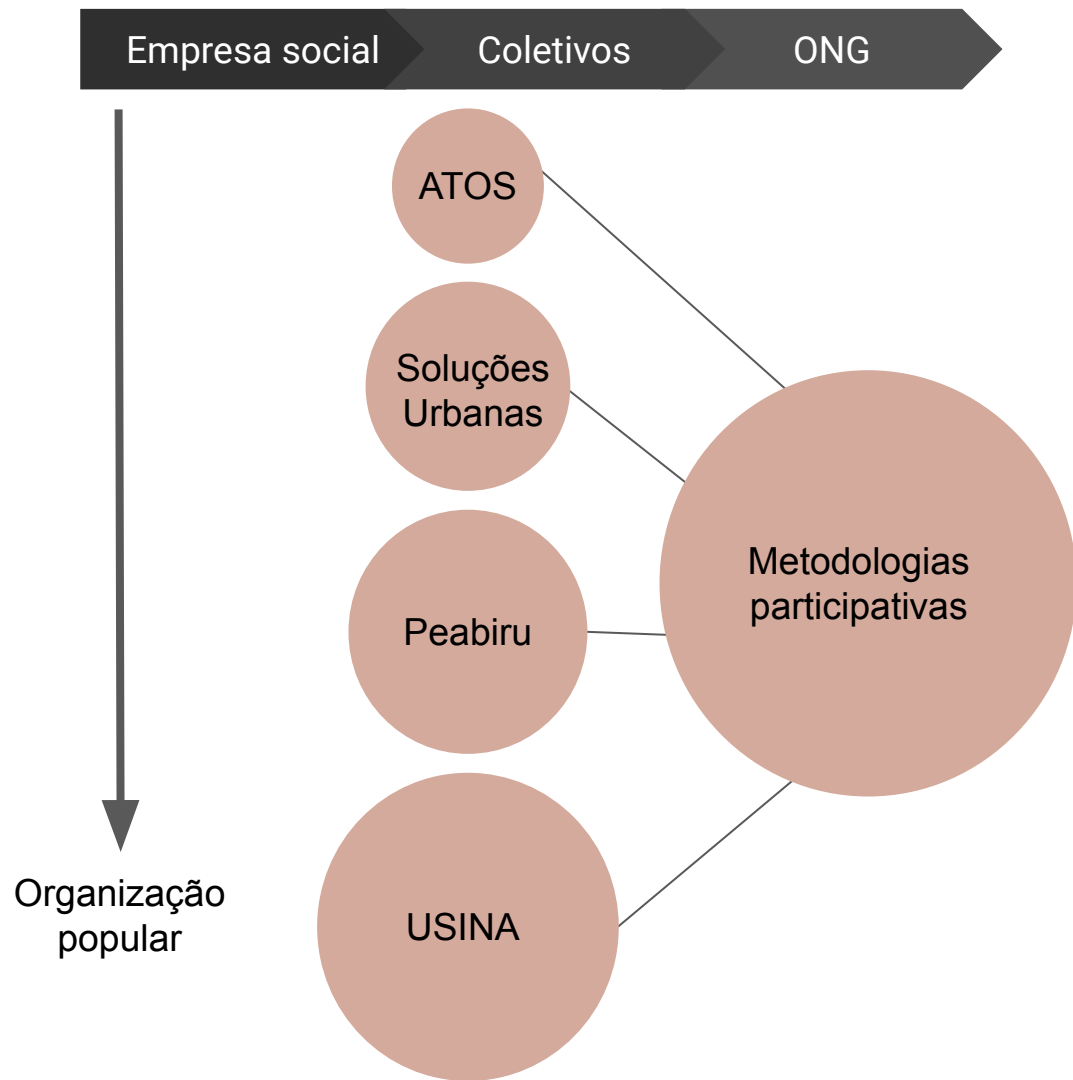 Empresa social
Coletivos
ONG
ATOS
Soluções
Urbanas
Metodologias
participativas
Peabiru
Organização
popular
USINA